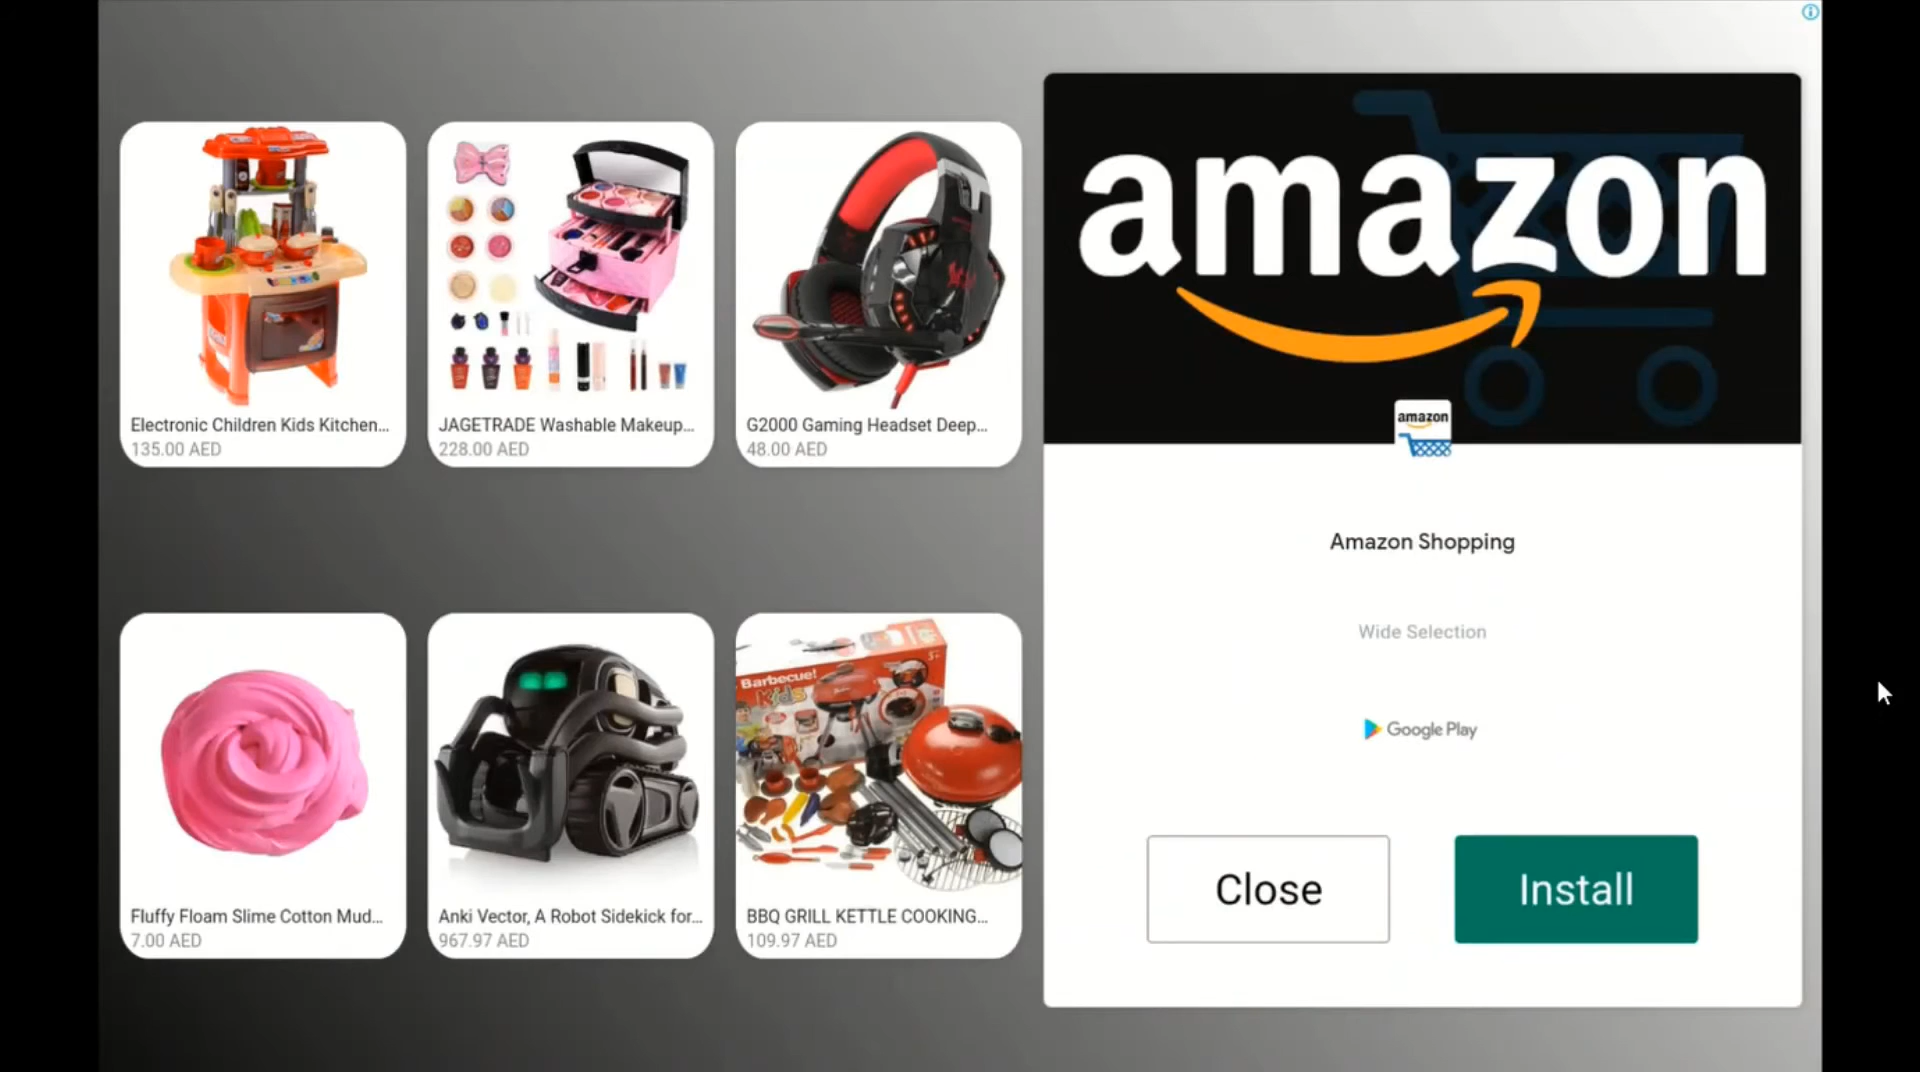 Electronic Children Kids Kitchen...
135.00 AED
JAGETRADE Washable Makeup...
228.00 AED
G2000 Gaming Headset Deep...
48.00 AED
Barbecue!
Kids
3+
Fluffy Floam Slime Cotton Mud...
7.00 AED
Anki Vector, A Robot Sidekick for...
967.97 AED
BBQ GRILL KETTLE COOKING...
109.97 AED
amazon
amazon
Amazon Shopping
Wide Selection
Google Play
Close
Install